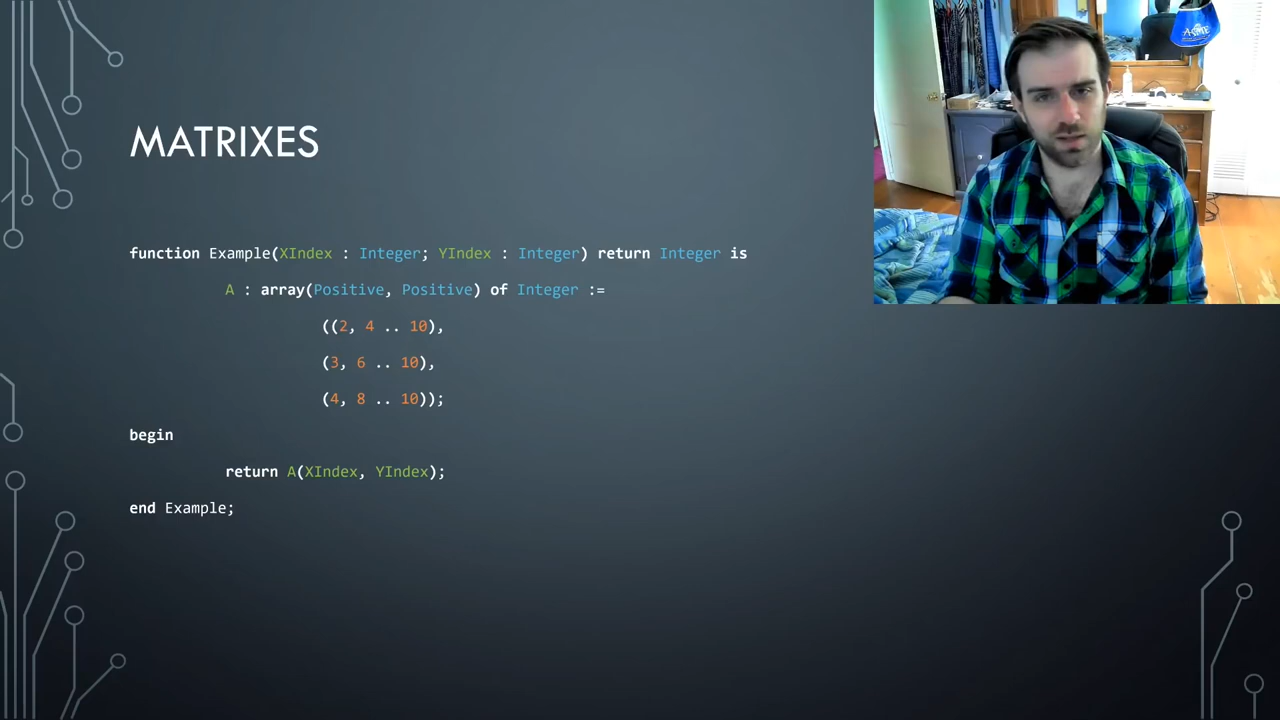 MATRIXES
function Example(XIndex : Integer; YIndex : Integer) return Integer is
A : array(Positive, Positive) of Integer :=
((2, 4 .. 10),
(3, 6 .. 10),
(4, 8 .. 10));
begin
return A(XIndex, YIndex);
end Example;
ACME